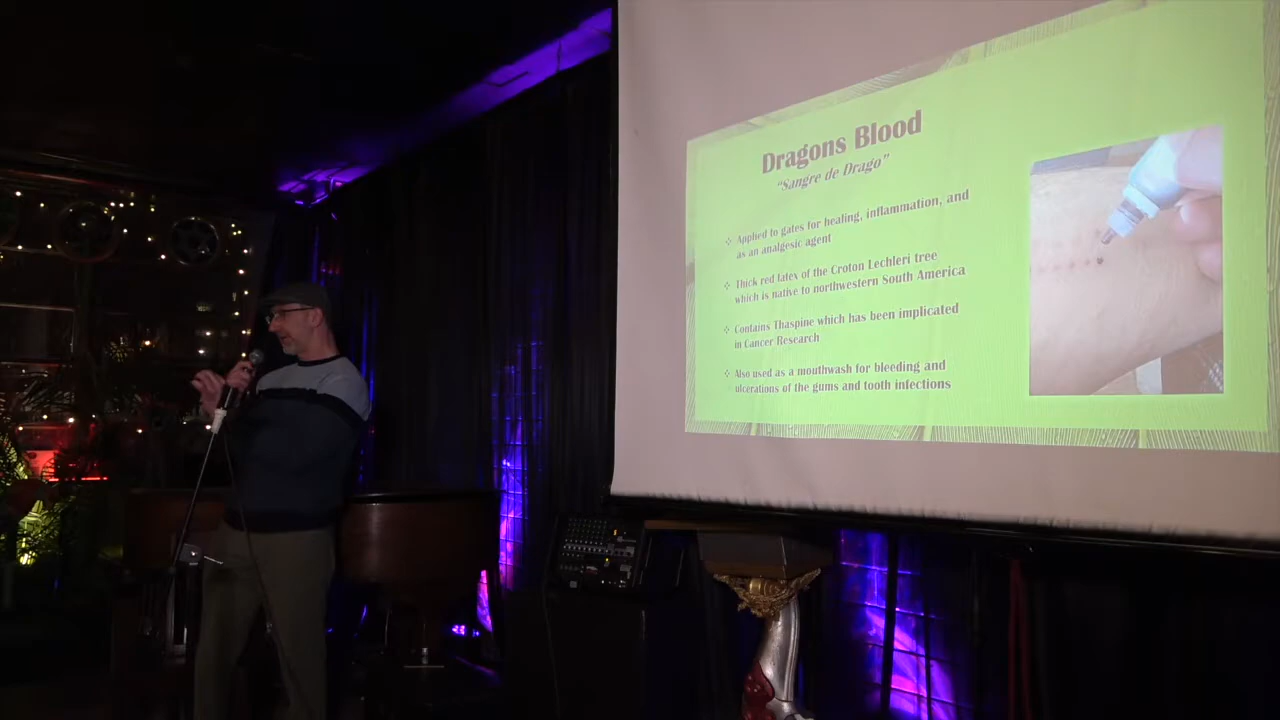 Dragons Blood
"Sangre de Drago"
Applied to gates for healing, inflammation, and
as an analgesic agent
Thick red latex of the Croton Lechleri tree
which is native to northwestern South America
Contains Thaspine which has been implicated
in Cancer Research
Also used as a mouthwash for bleeding and
ulcerations of the gums and tooth infections